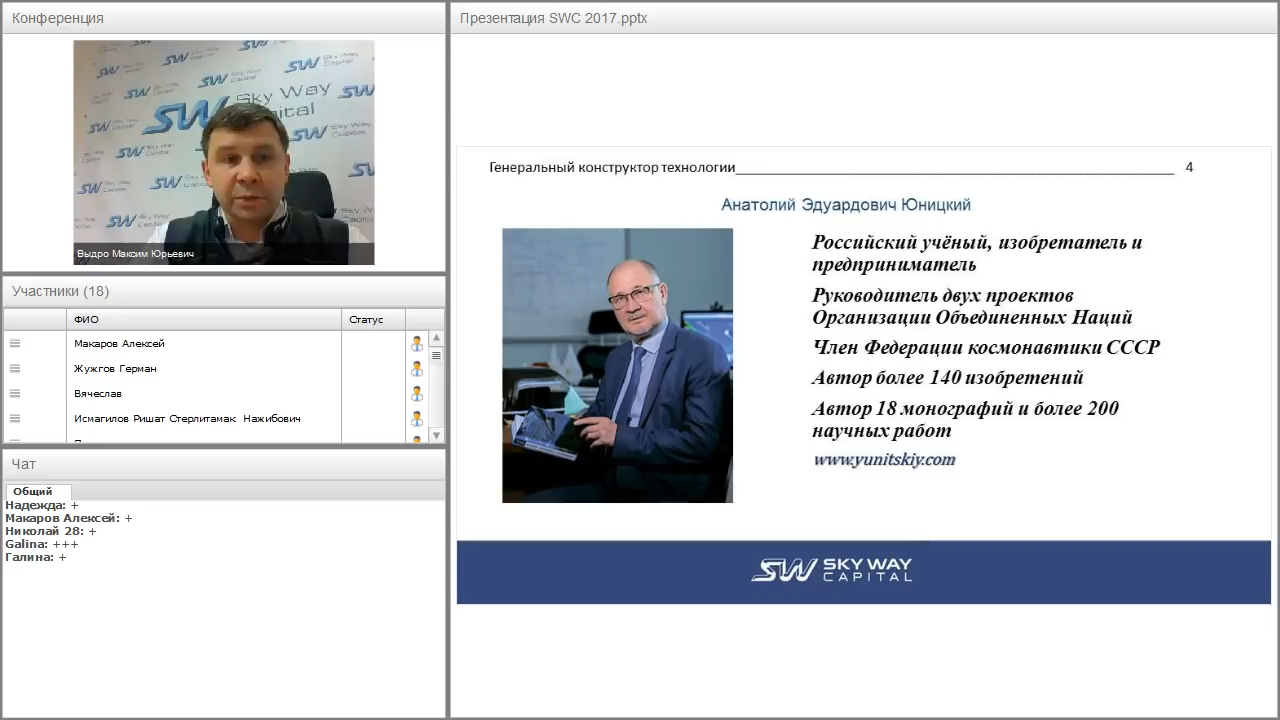 Конференция
SW
Sky Way
Capital
Выдро Максим Юрьевич
Участники (18)
ФИО
Статус
Макаров Алексей
Жужгов Герман
Вячеслав
Исмагилов Ришат Стерлитамак Нажибович
Чат
Общий
Надежда: +
Макаров Алексей: +
Николай 28: +
Galina: +++
Галина: +
Презентация SWC 2017.pptx
Генеральный конструктор технологии 4
Анатолий Эдуардович Юницкий
Российский учёный, изобретатель и
предприниматель
Руководитель двух проектов
Организации Объединенных Наций
Член Федерации космонавтики СССР
Автор более 140 изобретений
Автор 18 монографий и более 200
научных работ
www.yunitskiy.com
SW SKY WAY
CAPITAL